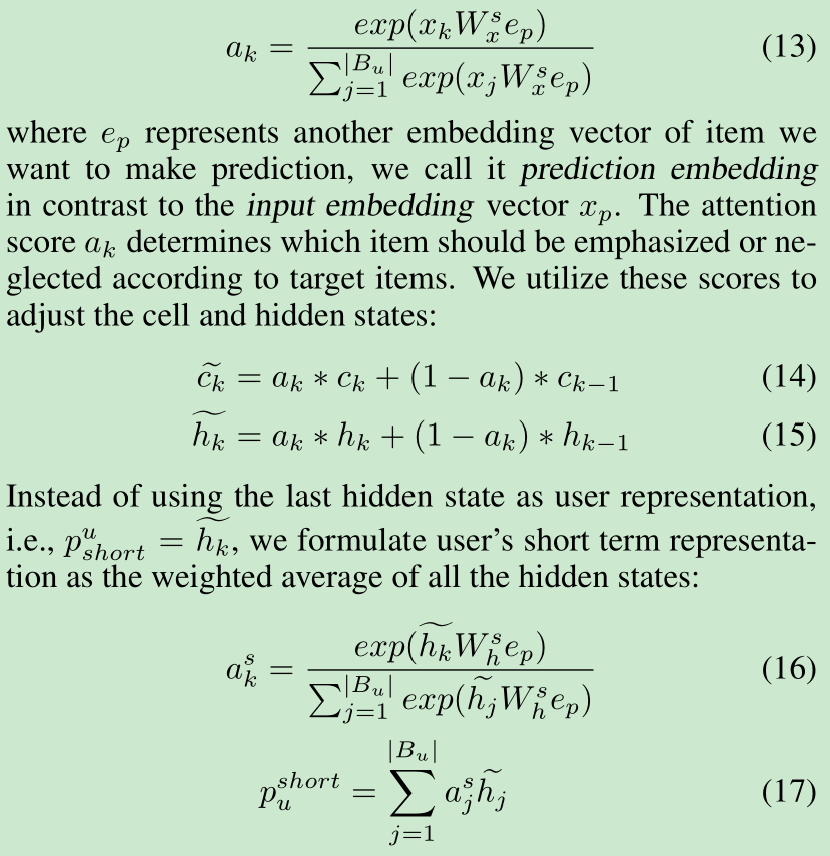 a_k = \frac{exp(x_k W_x^s e_p)}{\sum_{j=1}^{|B_u|} exp(x_j W_x^s e_p)} (13)
where e_p represents another embedding vector of item we
want to make prediction, we call it prediction embedding
in contrast to the input embedding vector x_p. The attention
score a_k determines which item should be emphasized or ne-
glected according to target items. We utilize these scores to
adjust the cell and hidden states:
\widetilde{c_k} = a_k * c_k + (1 - a_k) * c_{k-1} (14)
\widetilde{h_k} = a_k * h_k + (1 - a_k) * h_{k-1} (15)
Instead of using the last hidden state as user representation,
i.e., p_{short}^u = \widetilde{h_k}, we formulate user's short term representa-
tion as the weighted average of all the hidden states:
a_k^s = \frac{exp(\widetilde{h_k} W_h^s e_p)}{\sum_{j=1}^{|B_u|} exp(\widetilde{h_j} W_h^s e_p)} (16)
p_u^{short} = \sum_{j=1}^{|B_u|} a_j^s \widetilde{h_j} (17)